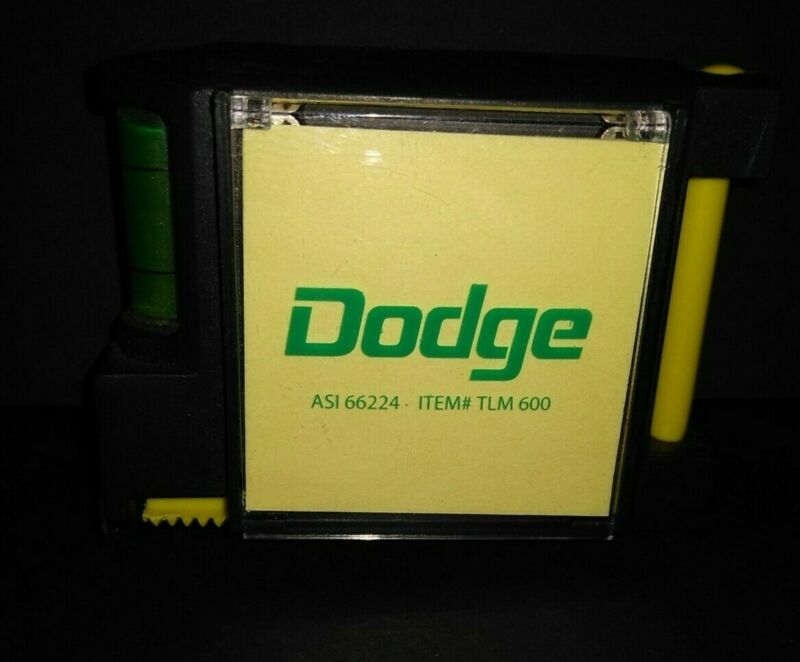 Dodge
ASI 66224 · ITEM# TLM 600